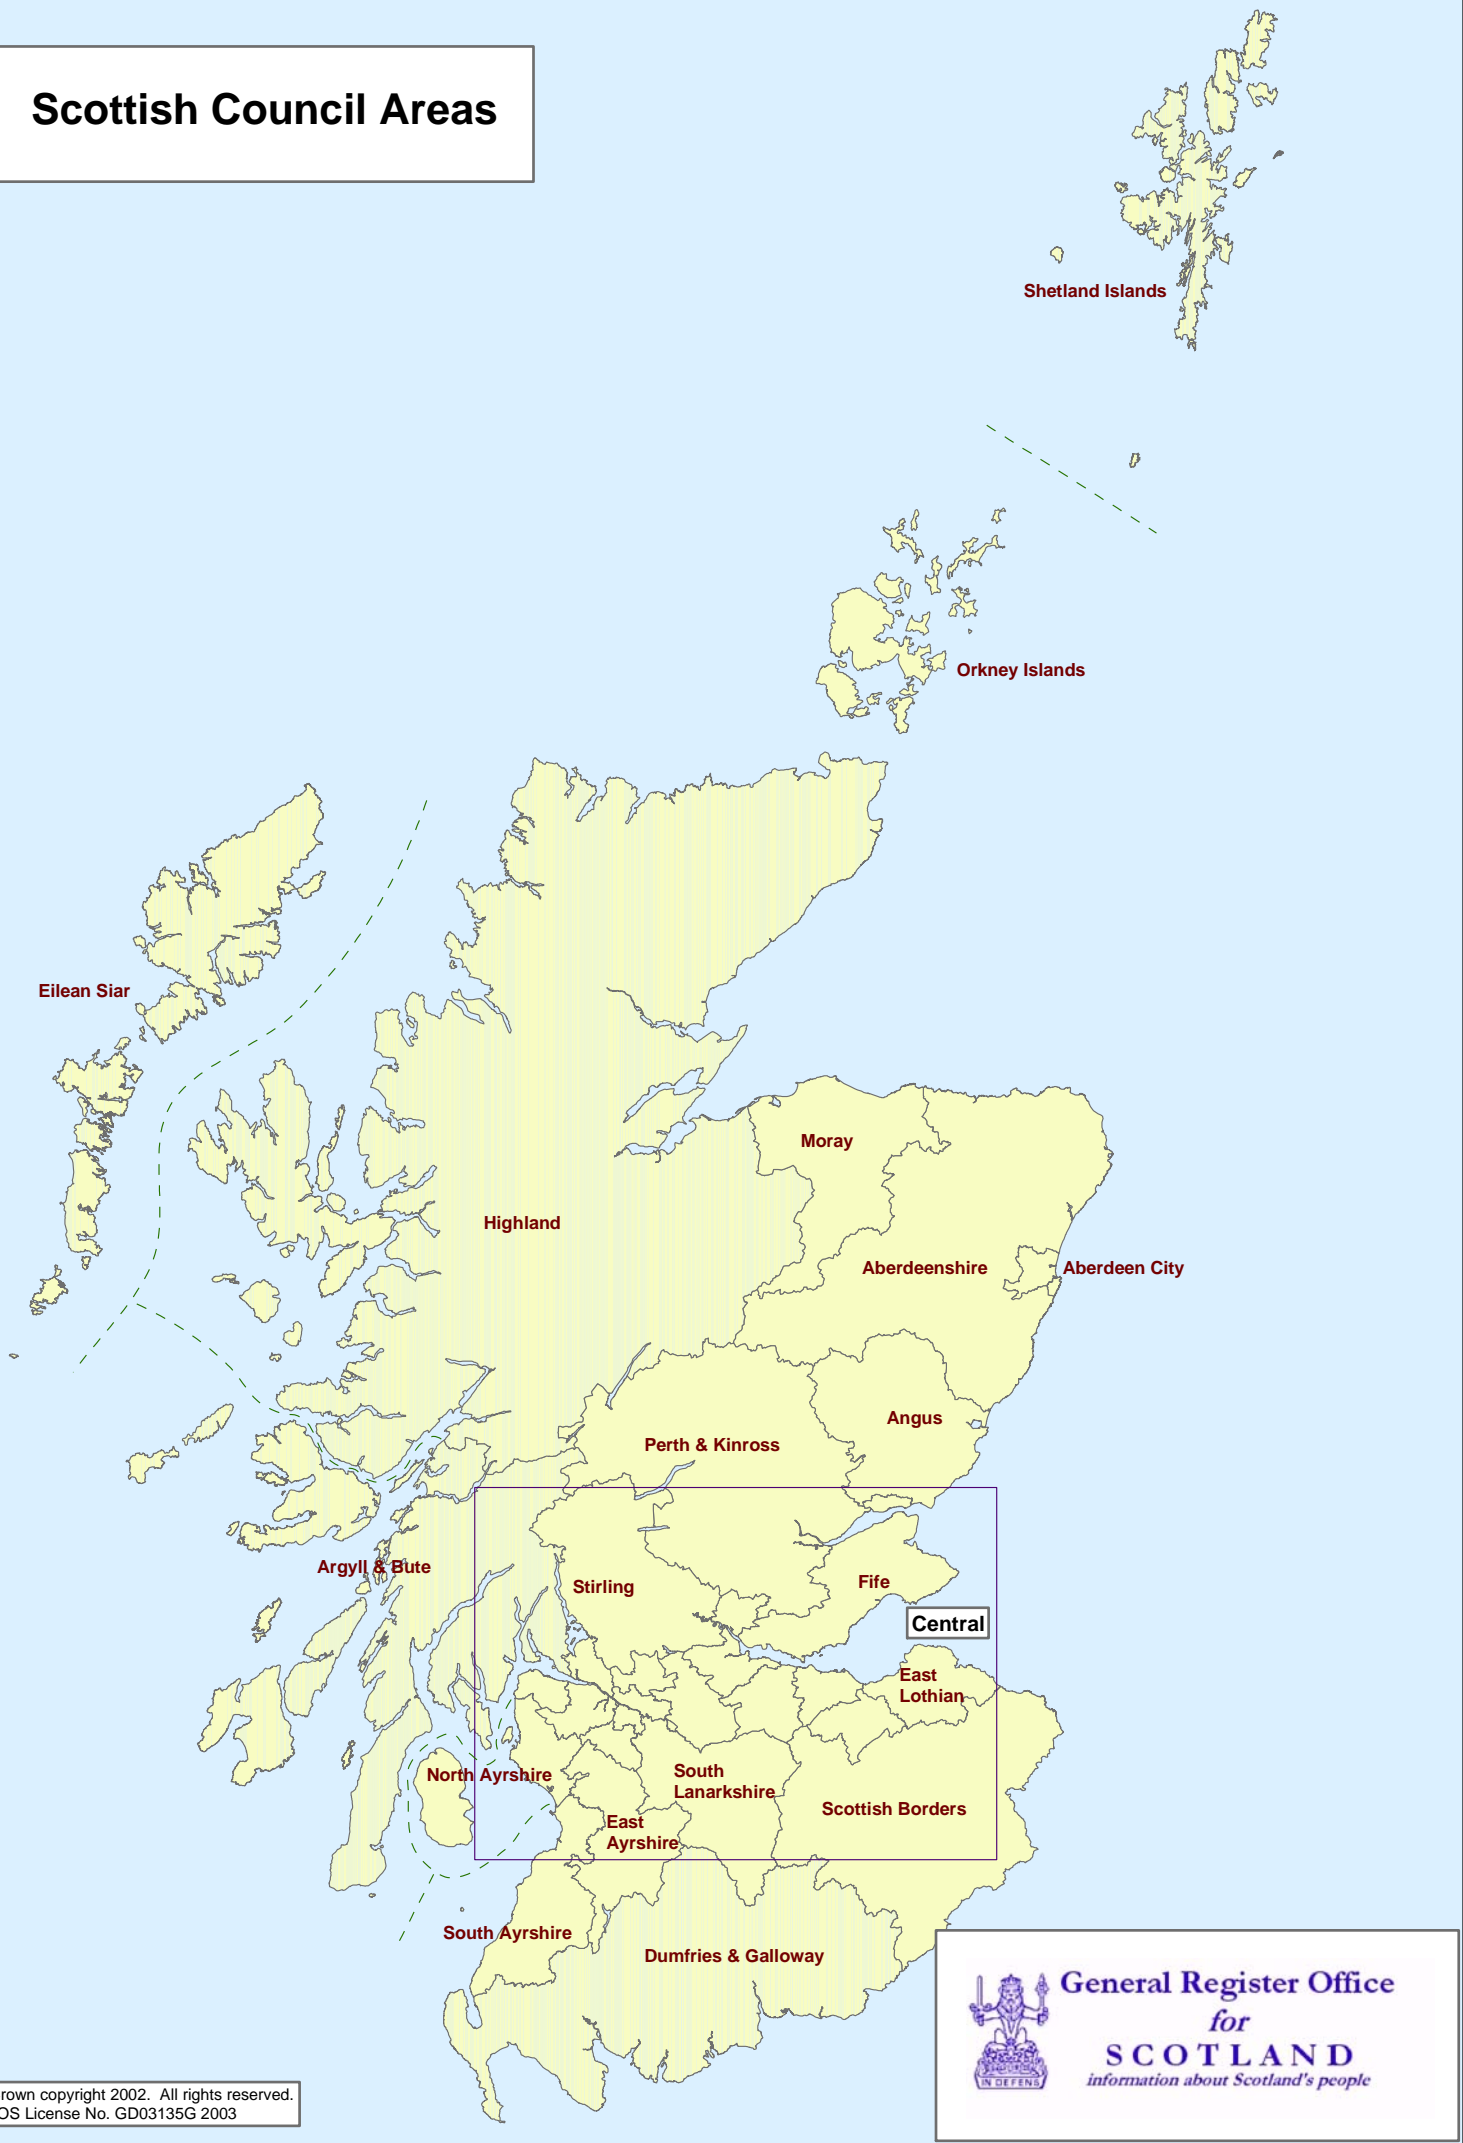 Scottish Council Areas
Shetland Islands
Orkney Islands
Eilean Siar
Moray
Highland
Aberdeenshire
Aberdeen City
Angus
Perth & Kinross
Argyll & Bute
Stirling
Fife
Central
East
Lothian
North Ayrshire
South
Lanarkshire
Scottish Borders
East
Ayrshire
South Ayrshire
Dumfries & Galloway
General Register Office
for
SCOTLAND
information about Scotland's people
IN DEFENS
rown copyright 2002. All rights reserved.
OS License No. GD03135G 2003